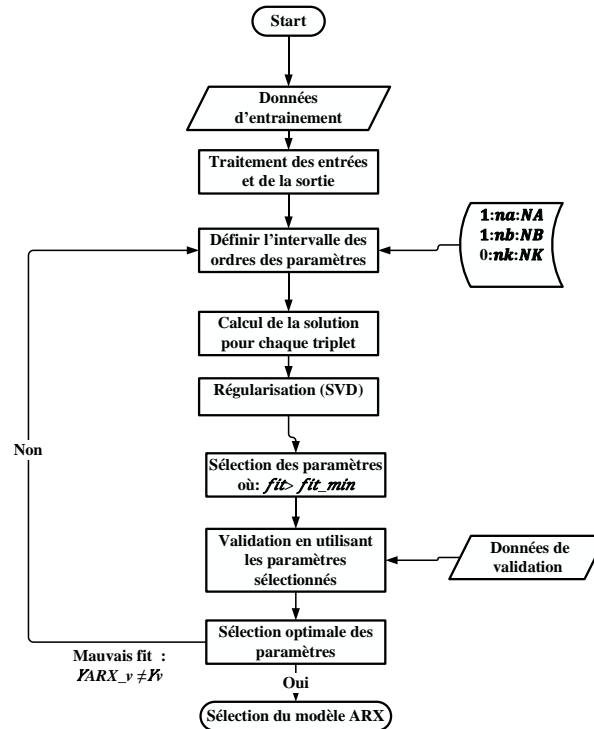 Start
Données
d'entrainement
Traitement des entrées
et de la sortie
1:na:NA
1:nb:NB
0:nk:NK
Définir l'intervalle des
ordres des paramètres
Calcul de la solution
pour chaque triplet
Régularisation (SVD)
Non
Sélection des paramètres
où: fit> fit_min
Validation en utilisant
les paramètres
sélectionnés
Données de
validation
Sélection optimale des
paramètres
Mauvais fit :
YARX_v ≠Yv
Oui
Sélection du modèle ARX